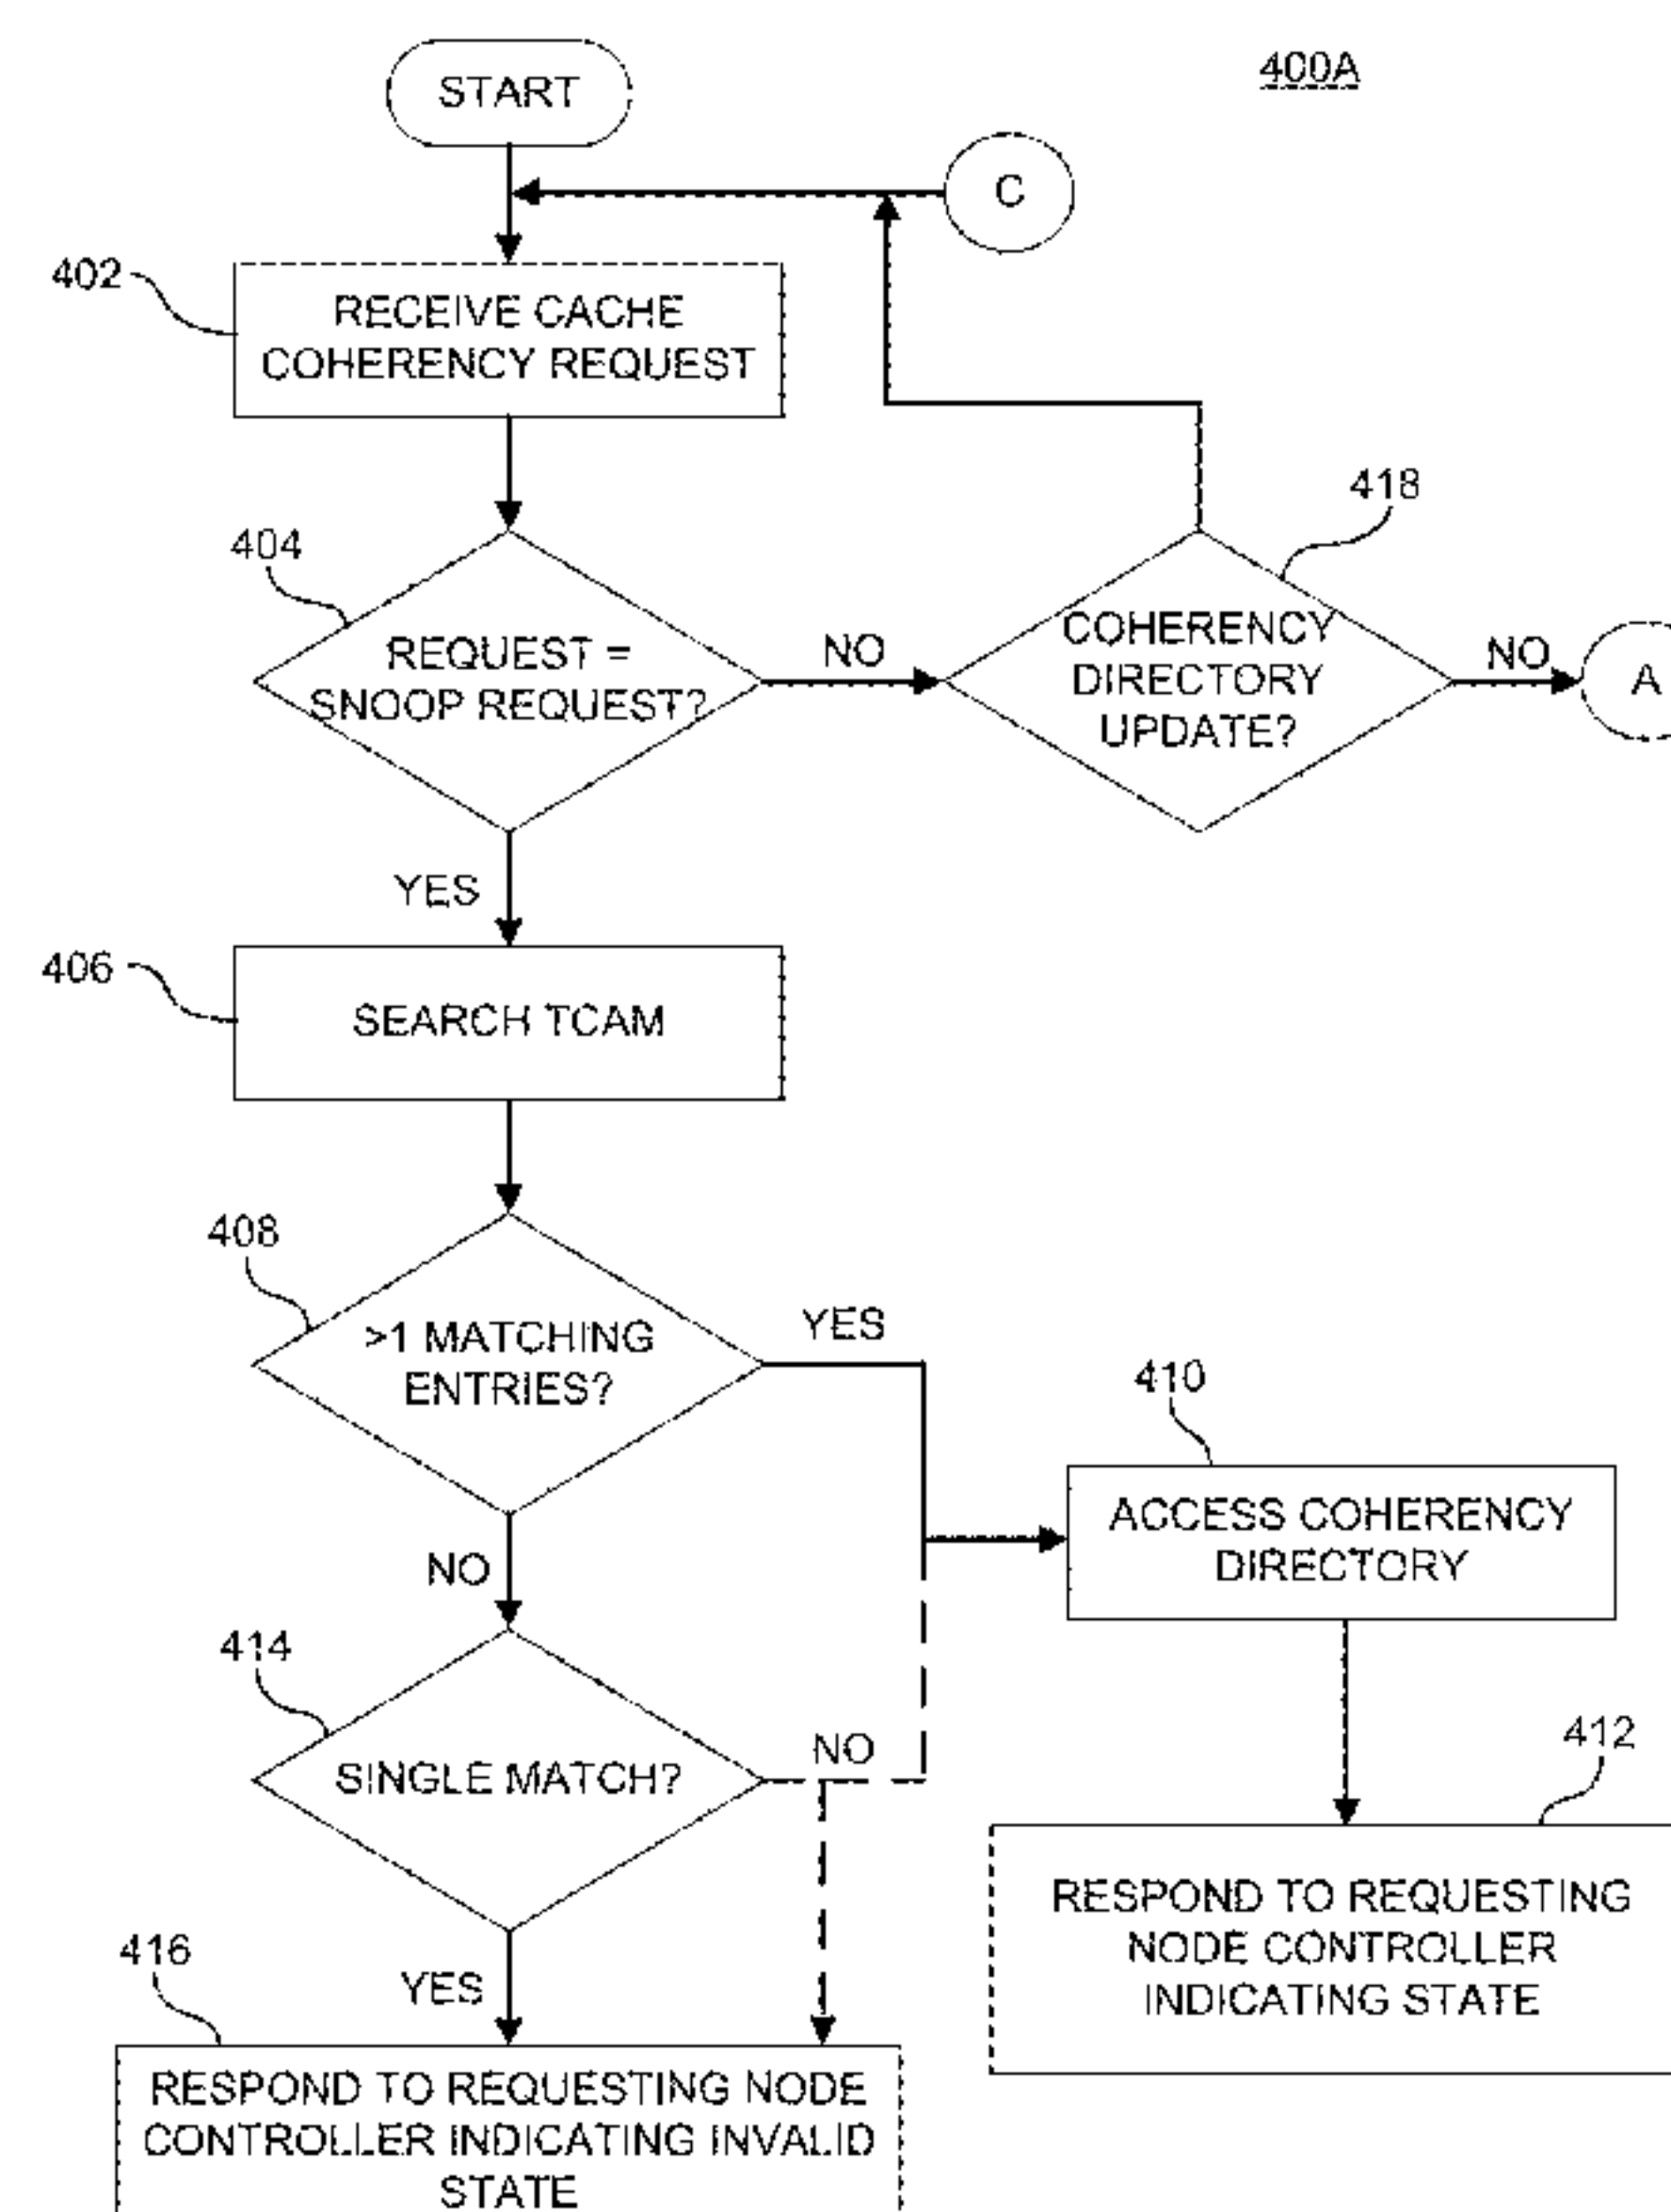 400A
START
C
402
RECEIVE CACHE
COHERENCY REQUEST
418
404
REQUEST =
SNOOP REQUEST?
NO
COHERENCY
DIRECTORY
UPDATE?
NO
A
YES
406
SEARCH TCAM
408
>1 MATCHING
ENTRIES?
YES
410
ACCESS COHERENCY
DIRECTORY
NO
414
SINGLE MATCH?
NO
412
RESPOND TO REQUESTING
NODE CONTROLLER
INDICATING STATE
416
YES
RESPOND TO REQUESTING NODE
CONTROLLER INDICATING INVALID
STATE